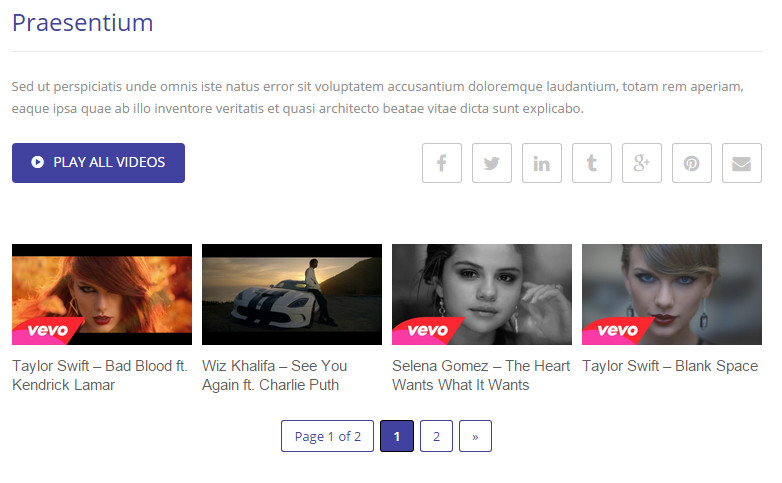 Praesentium
Sed ut perspiciatis unde omnis iste natus error sit voluptatem accusantium doloremque laudantium, totam rem aperiam,
eaque ipsa quae ab illo inventore veritatis et quasi architecto beatae vitae dicta sunt explicabo.
PLAY ALL VIDEOS
vevo
vevo
vevo
Taylor Swift – Bad Blood ft.
Kendrick Lamar
Wiz Khalifa – See You
Again ft. Charlie Puth
Selena Gomez – The Heart
Wants What It Wants
Taylor Swift – Blank Space
Page 1 of 2
1
2
»